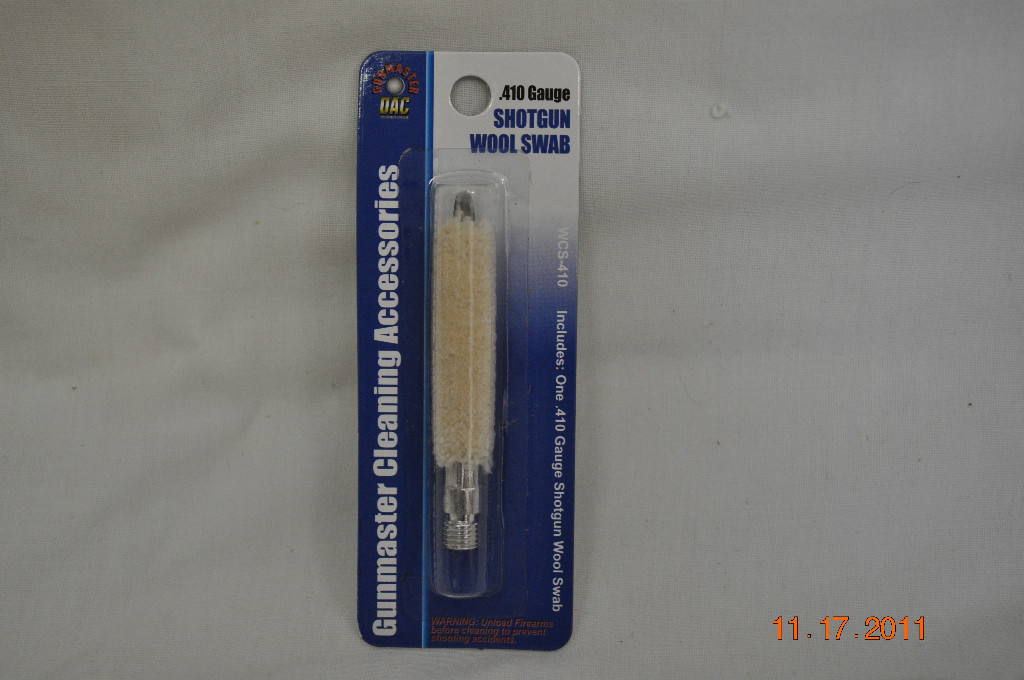 GUNMASTER
DAC
.410 Gauge
SHOTGUN
WOOL SWAB
Gunmaster Cleaning Accessories
WCS-410 Includes: One .410 Gauge Shotgun Wool Swab
WARNING: Unload Firearms
before cleaning to prevent
shooting accidents.
11.17.2011